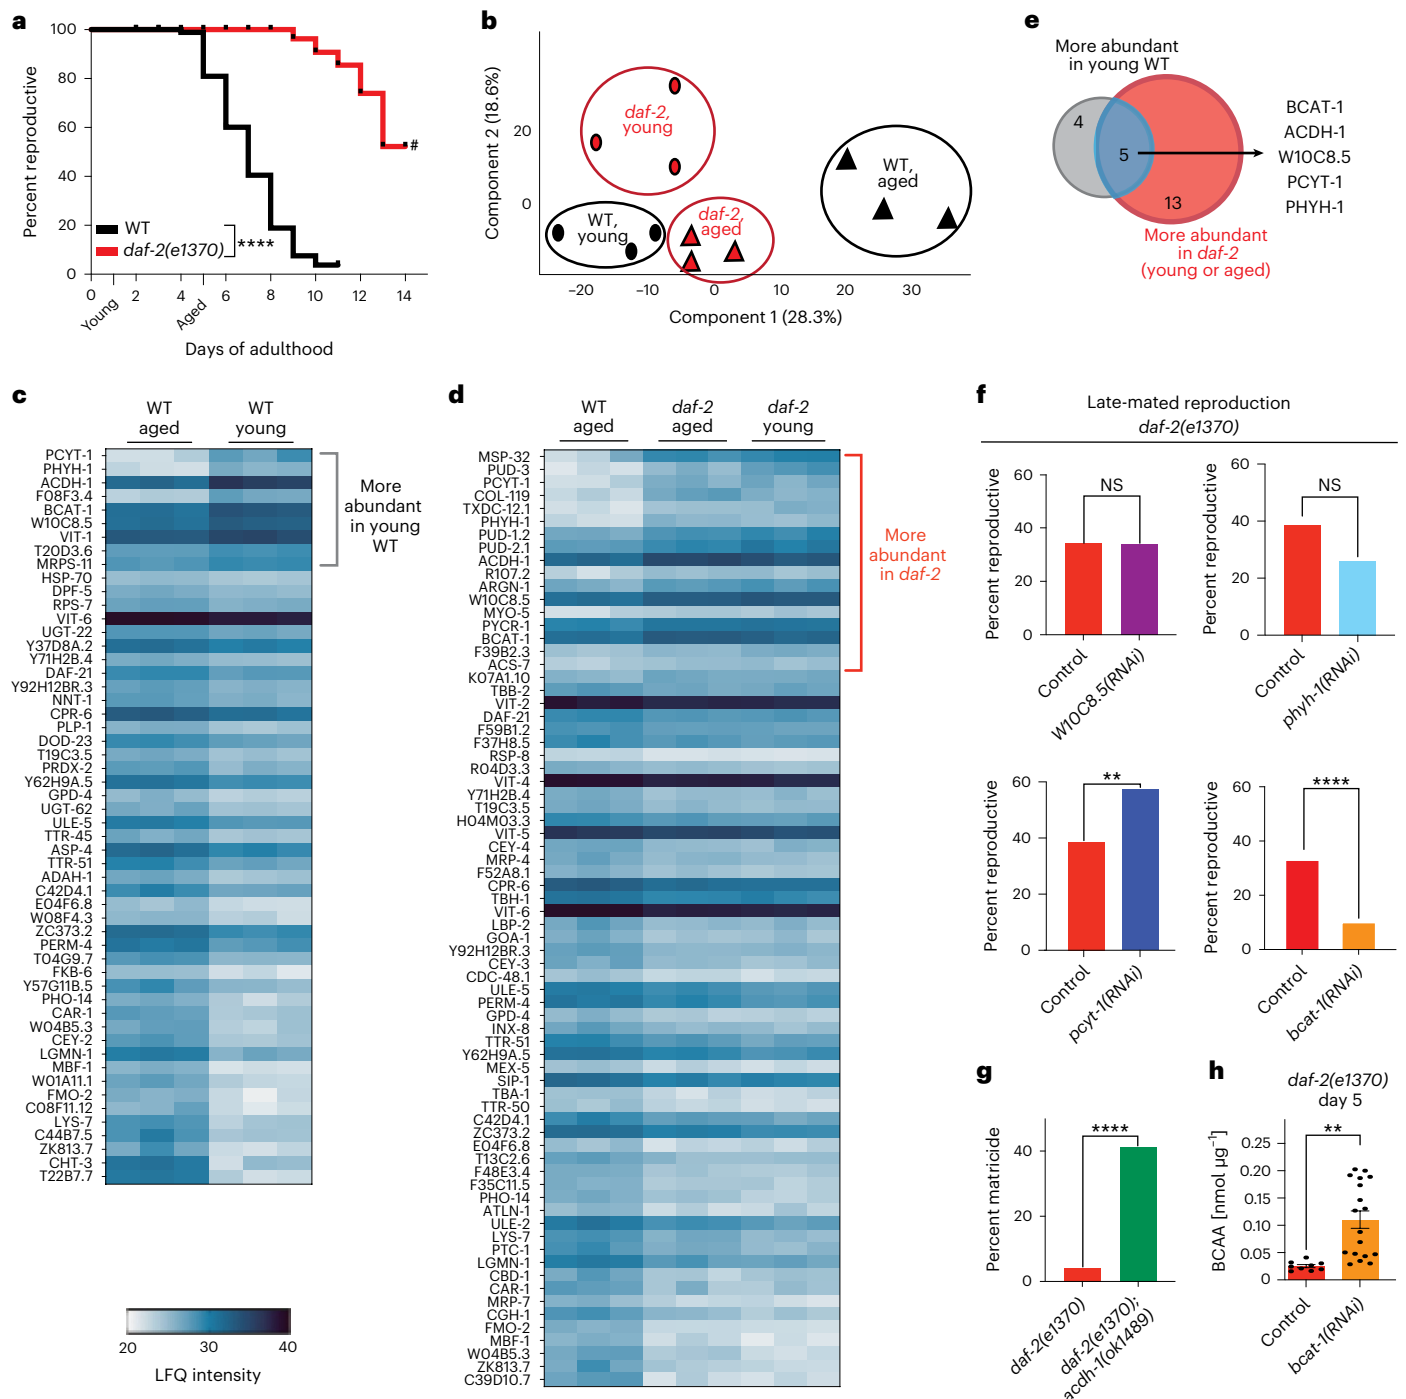 a
100
80
60
40
20
0
Percent reproductive
WT
daf-2(e1370)
****
#
0 2 4 6 8 10 12 14
Young
Aged
Days of adulthood
b
Component 2 (18.6%)
20
0
daf-2,
young
WT,
young
daf-2,
aged
WT,
aged
−20 −10 0 10 20 30
Component 1 (28.3%)
e
More abundant
in young WT
4
5
13
More abundant
in daf-2
(young or aged)
BCAT-1
ACDH-1
W10C8.5
PCYT-1
PHYH-1
c
WT
aged
WT
young
PCYT-1
PHYH-1
ACDH-1
F08F3.4
BCAT-1
W10C8.5
VIT-1
T20D3.6
MRPS-11
HSP-70
DPF-5
RPS-7
VIT-6
UGT-22
Y37D8A.2
Y71H2B.4
DAF-21
Y92H12BR.3
NNT-1
CPR-6
PLP-1
DOD-23
T19C3.5
PRDX-2
Y62H9A.5
GPD-4
UGT-62
ULE-5
TTR-45
ASP-4
TTR-51
ADAH-1
C42D4.1
E04F6.8
W08F4.3
ZC373.2
PERM-4
T04G9.7
FKB-6
Y57G11B.5
PHO-14
CAR-1
W04B5.3
CEY-2
LGMN-1
MBF-1
W01A11.1
FMO-2
C08F11.12
LYS-7
C44B7.5
ZK813.7
CHT-3
T22B7.7
More
abundant
in young
WT
20 30 40
LFQ intensity
d
WT
aged
daf-2
aged
daf-2
young
MSP-32
PUD-3
PCYT-1
COL-119
TXDC-12.1
PHYH-1
PUD-1.2
PUD-2.1
ACDH-1
R107.2
ARGN-1
W10C8.5
MYO-5
PYCR-1
BCAT-1
F39B2.3
ACS-7
K07A1.10
TBB-2
VIT-2
DAF-21
F59B1.2
F37H8.5
RSP-8
R04D3.3
VIT-4
Y71H2B.4
T19C3.5
H04M03.3
VIT-5
CEY-4
MRP-4
F52A8.1
CPR-6
TBH-1
VIT-6
LBP-2
GOA-1
Y92H12BR.3
CEY-3
CDC-48.1
ULE-5
PERM-4
GPD-4
INX-8
TTR-51
Y62H9A.5
MEX-5
SIP-1
TBA-1
TTR-50
C42D4.1
ZC373.2
E04F6.8
T13C2.6
F48E3.4
F35C11.5
PHO-14
ATLN-1
ULE-2
LYS-7
PTC-1
LGMN-1
CBD-1
CAR-1
MRP-7
CGH-1
FMO-2
MBF-1
W04B5.3
ZK813.7
C39D10.7
More
abundant
in daf-2
f
Late-mated reproduction
daf-2(e1370)
Percent reproductive
60
40
20
0
NS
Control
W10C8.5(RNAi)
Percent reproductive
60
40
20
0
NS
Control
phyh-1(RNAi)
Percent reproductive
60
40
20
0
**
Control
pcyt-1(RNAi)
Percent reproductive
60
40
20
0
****
Control
bcat-1(RNAi)
g
Percent matricide
40
20
0
****
daf-2(e1370)
daf-2(e1370);
acdh-1(ok1489)
h
daf-2(e1370)
day 5
BCAA [nmol µg⁻¹]
0.25
0.20
0.15
0.10
0.05
0
**
Control
bcat-1(RNAi)